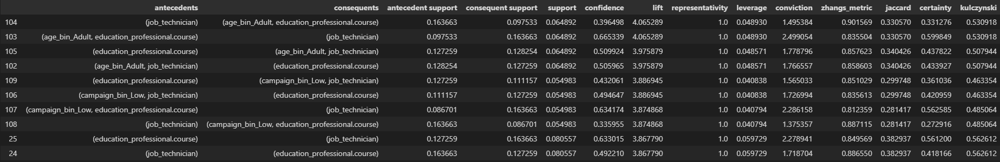 antecedents consequents antecedent support consequent support support confidence lift representativity leverage conviction zhangs_metric jaccard certainty kulczynski
104 (job_technician) (age_bin_Adult, education_professional.course) 0.163663 0.097533 0.064892 0.396498 4.065289 1.0 0.048930 1.495384 0.901569 0.330570 0.331276 0.530918
103 (age_bin_Adult, education_professional.course) (job_technician) 0.097533 0.163663 0.064892 0.665339 4.065289 1.0 0.048930 2.499054 0.835504 0.330570 0.599849 0.530918
105 (education_professional.course) (age_bin_Adult, job_technician) 0.127259 0.128254 0.064892 0.509924 3.975879 1.0 0.048571 1.778796 0.857623 0.340426 0.437822 0.507944
102 (age_bin_Adult, job_technician) (education_professional.course) 0.128254 0.127259 0.064892 0.505965 3.975879 1.0 0.048571 1.766557 0.858603 0.340426 0.433927 0.507944
109 (education_professional.course) (campaign_bin_Low, job_technician) 0.127259 0.111157 0.054983 0.432061 3.886945 1.0 0.040838 1.565033 0.851029 0.299748 0.361036 0.463354
106 (campaign_bin_Low, job_technician) (education_professional.course) 0.111157 0.127259 0.054983 0.494647 3.886945 1.0 0.040838 1.726994 0.835613 0.299748 0.420959 0.463354
107 (campaign_bin_Low, education_professional.course) (job_technician) 0.086701 0.163663 0.054983 0.634174 3.874868 1.0 0.040794 2.286158 0.812359 0.281417 0.562585 0.485064
108 (job_technician) (campaign_bin_Low, education_professional.course) 0.163663 0.086701 0.054983 0.335955 3.874868 1.0 0.040794 1.375357 0.887115 0.281417 0.272916 0.485064
25 (education_professional.course) (job_technician) 0.127259 0.163663 0.080557 0.633015 3.867790 1.0 0.059729 2.278941 0.849569 0.382937 0.561200 0.562612
24 (job_technician) (education_professional.course) 0.163663 0.127259 0.080557 0.492210 3.867790 1.0 0.059729 1.718704 0.886550 0.382937 0.418166 0.562612